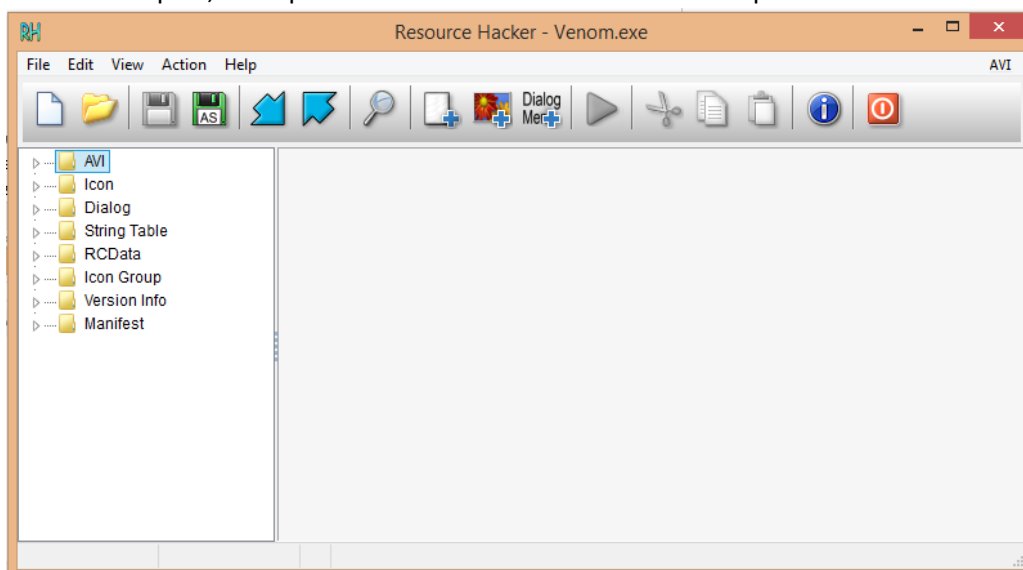 RH Resource Hacker - Venom.exe
File Edit View Action Help AVI
AS Dialog Menu
AVI
Icon
Dialog
String Table
RCData
Icon Group
Version Info
Manifest